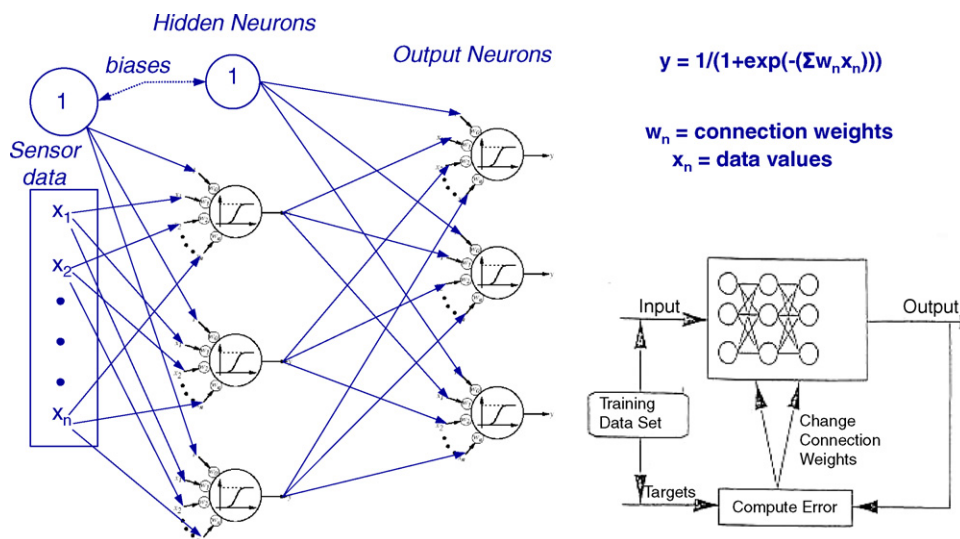 Hidden Neurons
Output Neurons
biases
1
1
Sensor
data
x1
x2
xn
y = 1/(1+exp(-(Σwnxn)))
wn = connection weights
xn = data values
y
y
y
Input
Output
Training
Data Set
Change
Connection
Weights
Targets
Compute Error